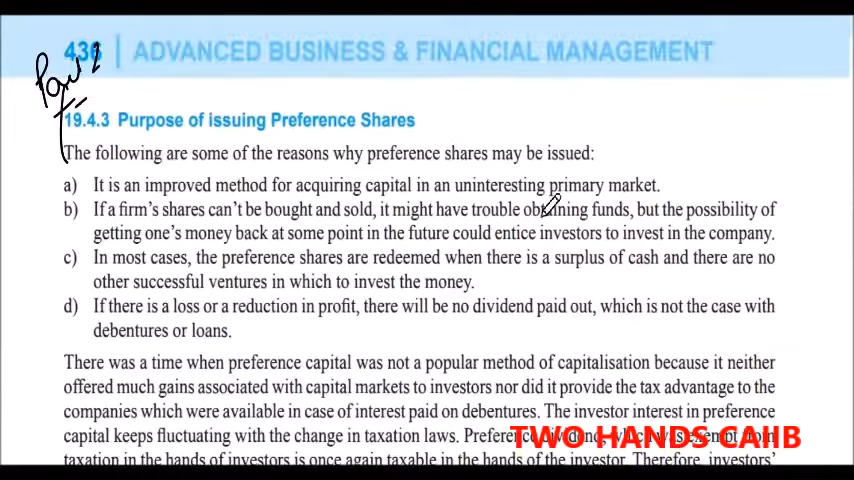 436 | ADVANCED BUSINESS & FINANCIAL MANAGEMENT
19.4.3 Purpose of issuing Preference Shares
The following are some of the reasons why preference shares may be issued:
a) It is an improved method for acquiring capital in an uninteresting primary market.
b) If a firm's shares can't be bought and sold, it might have trouble obtaining funds, but the possibility of
getting one's money back at some point in the future could entice investors to invest in the company.
c) In most cases, the preference shares are redeemed when there is a surplus of cash and there are no
other successful ventures in which to invest the money.
d) If there is a loss or a reduction in profit, there will be no dividend paid out, which is not the case with
debentures or loans.
There was a time when preference capital was not a popular method of capitalisation because it neither
offered much gains associated with capital markets to investors nor did it provide the tax advantage to the
companies which were available in case of interest paid on debentures. The investor interest in preference
capital keeps fluctuating with the change in taxation laws. Preference dividend, which was exempt from
TWO HANDS CAIIB
taxation in the hands of investors is once again taxable in the hands of the investor. Therefore, investors'